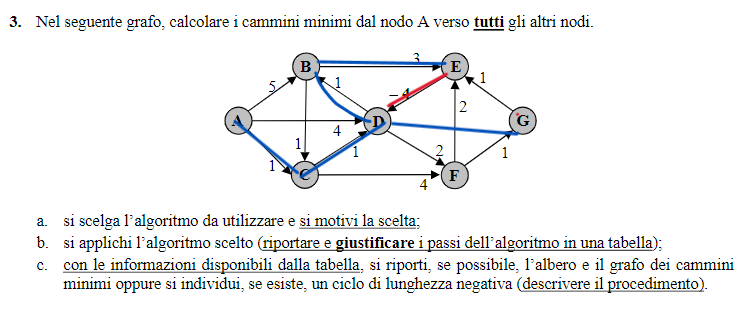 3. Nel seguente grafo, calcolare i cammini minimi dal nodo A verso tutti gli altri nodi.
B
3
E
5
1
– 4
1
A
4
D
2
G
1
1
2
1
1
C
4
F
a. si scelga l'algoritmo da utilizzare e si motivi la scelta;
b. si applichi l'algoritmo scelto (riportare e giustificare i passi dell'algoritmo in una tabella);
c. con le informazioni disponibili dalla tabella, si riporti, se possibile, l'albero e il grafo dei cammini
minimi oppure si individui, se esiste, un ciclo di lunghezza negativa (descrivere il procedimento).